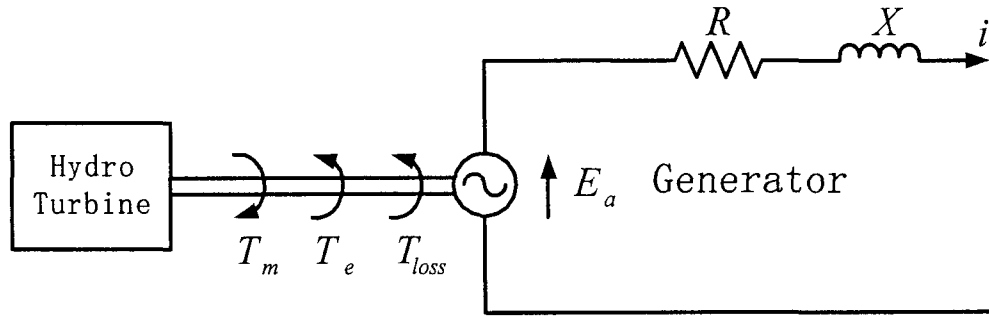 R X i
Hydro
Turbine
E_a Generator
T_m T_e T_loss